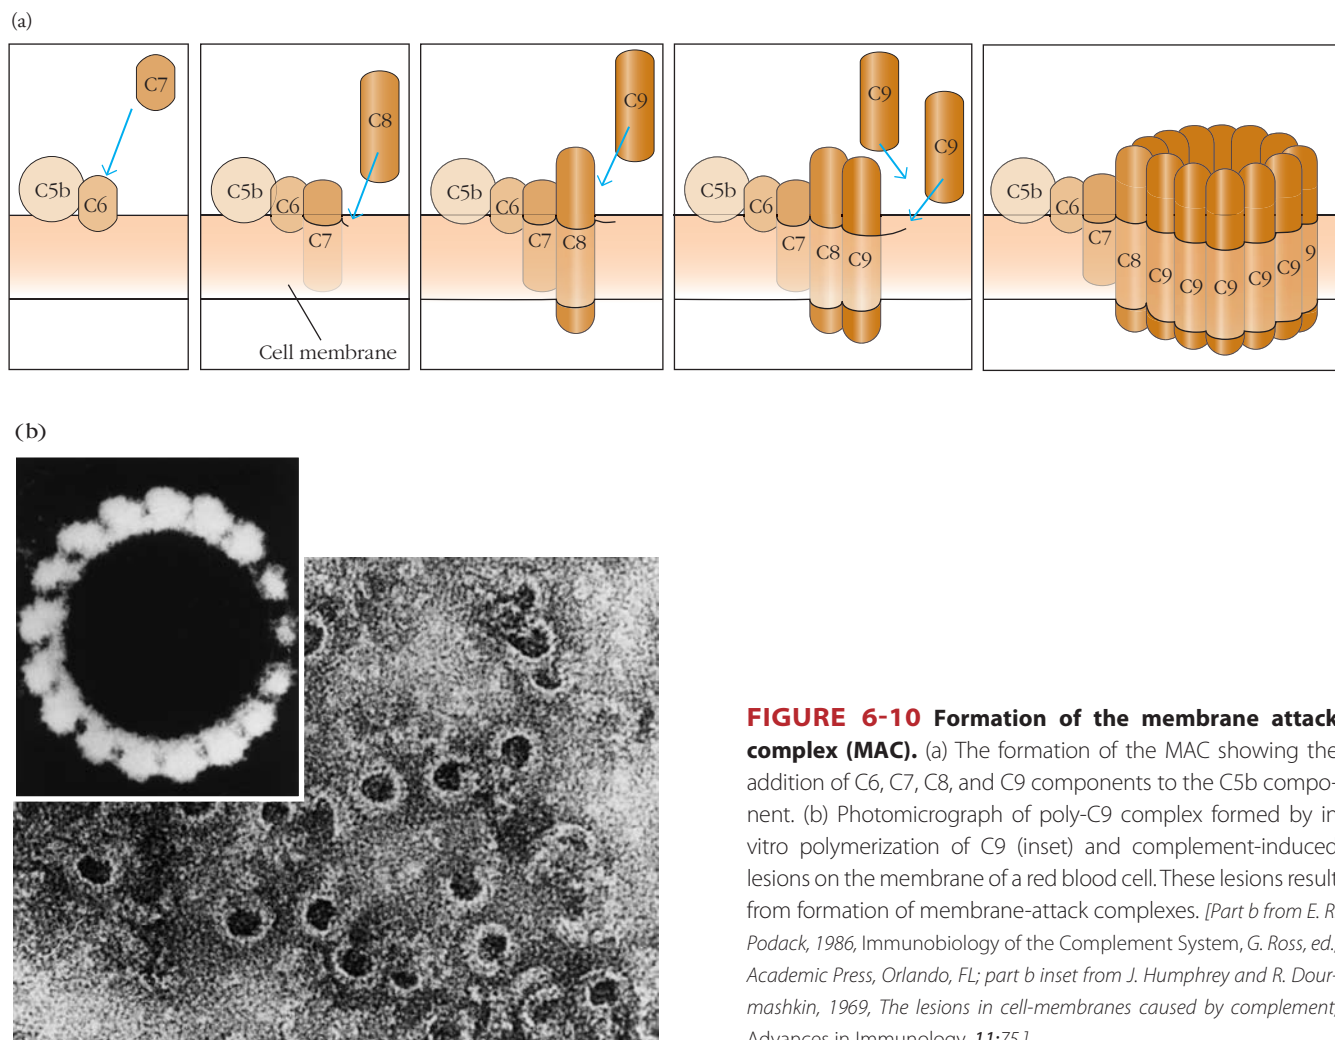 (a)
C7
C5b
C6
C8
C5b
C6
C7
Cell membrane
C9
C5b
C6
C7
C8
C9
C9
C5b
C6
C7
C8
C9
C5b
C6
C7
C8
C9
C9
C9
C9
C9
9
(b)
FIGURE 6-10 Formation of the membrane attack
complex (MAC). (a) The formation of the MAC showing the
addition of C6, C7, C8, and C9 components to the C5b compo-
nent. (b) Photomicrograph of poly-C9 complex formed by in
vitro polymerization of C9 (inset) and complement-induced
lesions on the membrane of a red blood cell. These lesions result
from formation of membrane-attack complexes. [Part b from E. R.
Podack, 1986, Immunobiology of the Complement System, G. Ross, ed.,
Academic Press, Orlando, FL; part b inset from J. Humphrey and R. Dour-
mashkin, 1969, The lesions in cell-membranes caused by complement,
Advances in Immunology, 11:75.]